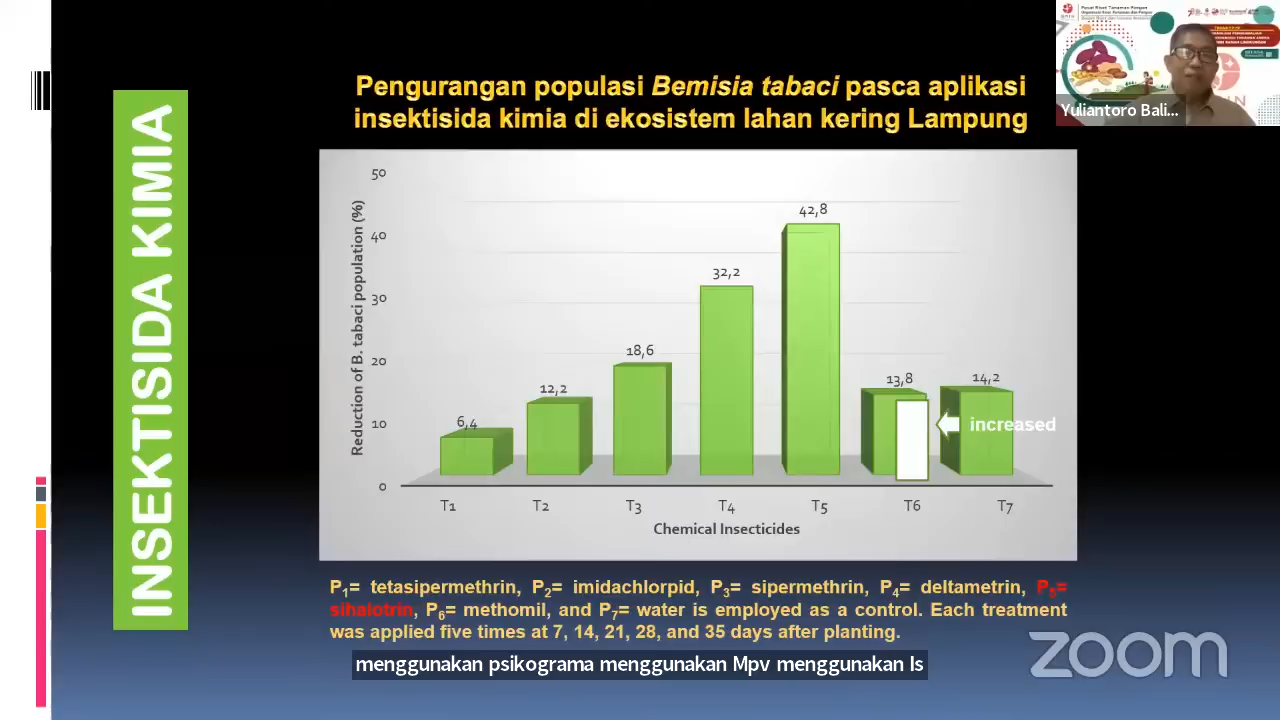 Pusat Riset Tanaman Pangan
Yuliantoro Bali...
INSEKTISIDA KIMIA
Pengurangan populasi Bemisia tabaci pasca aplikasi
insektisida kimia di ekosistem lahan kering Lampung
Reduction of B. tabaci population (%)
50
40
30
20
10
0
6,4
12,2
18,6
32,2
42,8
13,8
14,2
increased
T1 T2 T3 T4 T5 T6 T7
Chemical Insecticides
P1= tetasipermethrin, P2= imidachlorpid, P3= sipermethrin, P4= deltametrin, P5=
sihalotrin, P6= methomil, and P7= water is employed as a control. Each treatment
was applied five times at 7, 14, 21, 28, and 35 days after planting.
menggunakan psikograma menggunakan Mpv menggunakan Is
zoom